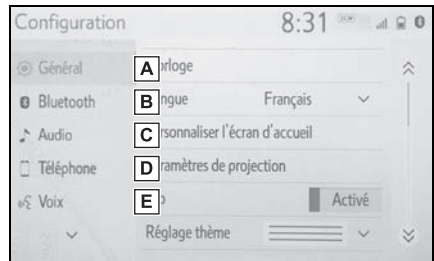 Configuration 8:31
Général
A rloge
Bluetooth
B ngue Français
Audio
C rsonnaliser l'écran d'accueil
Téléphone
D ramètres de projection
Voix
E Activé
Réglage thème